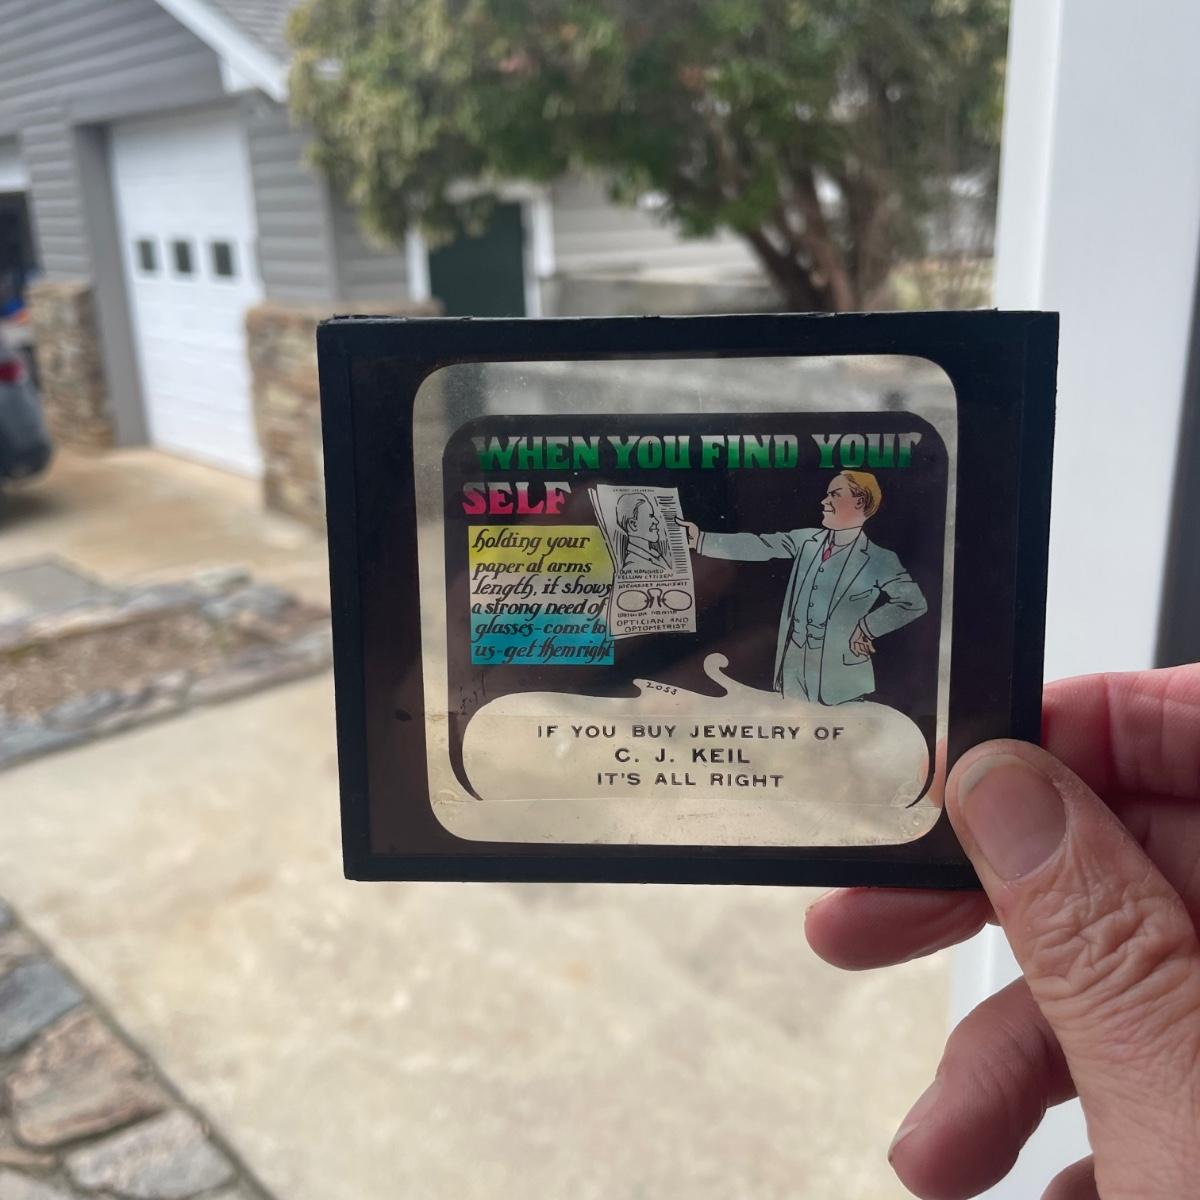 WHEN YOU FIND YOUR
SELF
holding your
paper at arms
length, it shows
a strong need of
glasses-come to
us-get them right
OUR HONORED
FELLOW CITIZEN
OPTICIAN AND
OPTOMETRIST
2053
IF YOU BUY JEWELRY OF
C. J. KEIL
IT'S ALL RIGHT